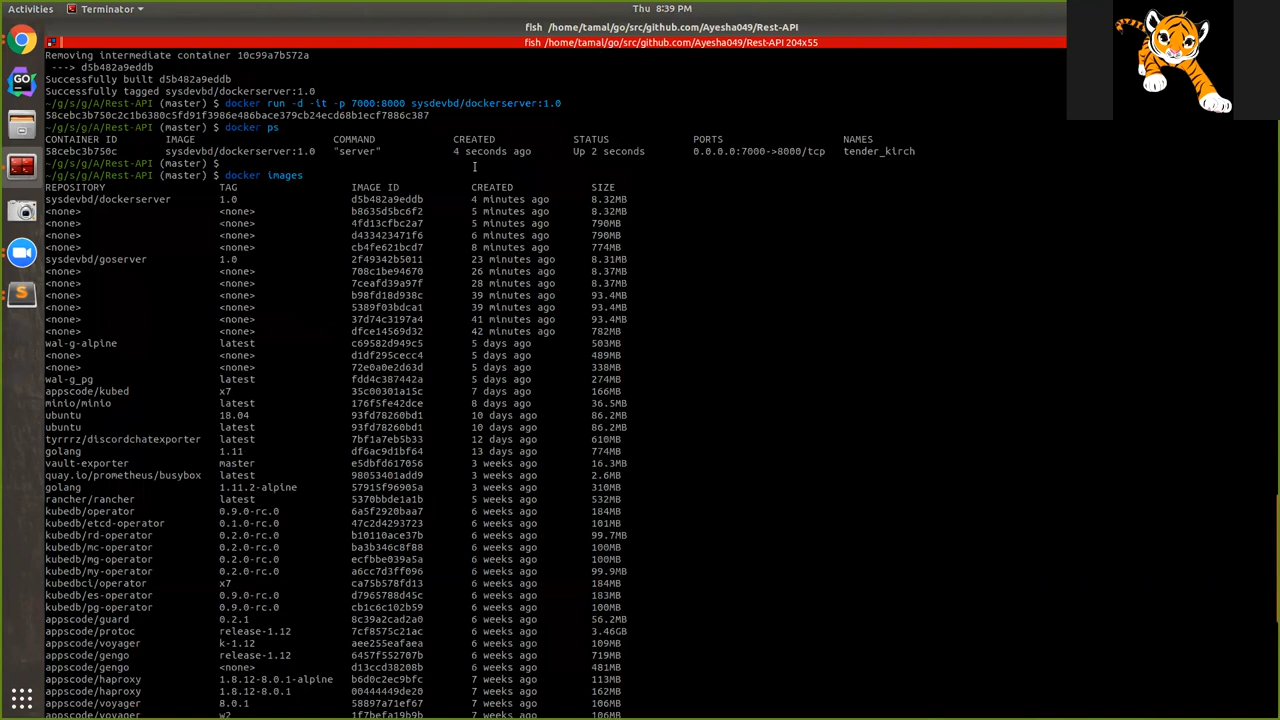 Activities Terminator Thu 8:39 PM
fish /home/tamal/go/src/github.com/Ayesha049/Rest-API
fish /home/tamal/go/src/github.com/Ayesha049/Rest-API 204x55
GO
S
Removing intermediate container 10c99a7b572a
---> d5b482a9eddb
Successfully built d5b482a9eddb
Successfully tagged sysdevbd/dockerserver:1.0
~/g/s/g/A/Rest-API (master) $ docker run -d -it -p 7000:8000 sysdevbd/dockerserver:1.0
58cebc3b750c2c1b6380c5fd91f3986e486bace379cb24ecd68b1ecf7886c387
~/g/s/g/A/Rest-API (master) $ docker ps
CONTAINER ID IMAGE COMMAND CREATED STATUS PORTS NAMES
58cebc3b750c sysdevbd/dockerserver:1.0 "server" 4 seconds ago Up 2 seconds 0.0.0.0:7000->8000/tcp tender_kirch
~/g/s/g/A/Rest-API (master) $
~/g/s/g/A/Rest-API (master) $ docker images
REPOSITORY TAG IMAGE ID CREATED SIZE
sysdevbd/dockerserver 1.0 d5b482a9eddb 4 minutes ago 8.32MB
<none> <none> b8635d5bc6f2 5 minutes ago 8.32MB
<none> <none> 4fd13cfbc2a7 5 minutes ago 790MB
<none> <none> d433423471f6 6 minutes ago 790MB
<none> <none> cb4fe621bcd7 8 minutes ago 774MB
sysdevbd/goserver 1.0 2f49342b5011 23 minutes ago 8.31MB
<none> <none> 708c1be94670 26 minutes ago 8.37MB
<none> <none> 7ceafd39a97f 28 minutes ago 8.37MB
<none> <none> b98fd18d938c 39 minutes ago 93.4MB
<none> <none> 5389f03bdca1 39 minutes ago 93.4MB
<none> <none> 37d74c3197a4 41 minutes ago 93.4MB
<none> <none> dfce14569d32 42 minutes ago 782MB
wal-g-alpine latest c69582d949c5 5 days ago 503MB
<none> <none> d1df295cecc4 5 days ago 489MB
<none> <none> 72e0a0e2d63d 5 days ago 338MB
wal-g_pg latest fdd4c387442a 5 days ago 274MB
appscode/kubed x7 35c00301a15c 7 days ago 166MB
minio/minio latest 176f5fe42dce 8 days ago 36.5MB
ubuntu 18.04 93fd78260bd1 10 days ago 86.2MB
ubuntu latest 93fd78260bd1 10 days ago 86.2MB
tyrrrz/discordchatexporter latest 7bf1a7eb5b33 12 days ago 610MB
golang 1.11 df6ac9d1bf64 13 days ago 774MB
vault-exporter master e5dbfd617056 3 weeks ago 16.3MB
quay.io/prometheus/busybox latest 98053401add9 3 weeks ago 2.6MB
golang 1.11.2-alpine 57915f96905a 3 weeks ago 310MB
rancher/rancher latest 5370bbde1a1b 5 weeks ago 532MB
kubedb/operator 0.9.0-rc.0 6a5f2920baa7 6 weeks ago 184MB
kubedb/etcd-operator 0.1.0-rc.0 47c2d4293723 6 weeks ago 101MB
kubedb/rd-operator 0.2.0-rc.0 b10110ace37b 6 weeks ago 99.7MB
kubedb/mc-operator 0.2.0-rc.0 ba3b346c8f88 6 weeks ago 100MB
kubedb/mg-operator 0.2.0-rc.0 ecfbbe039a5a 6 weeks ago 100MB
kubedb/my-operator 0.2.0-rc.0 a6cc7d3ff096 6 weeks ago 99.9MB
kubedbci/operator x7 ca75b578fd13 6 weeks ago 184MB
kubedb/es-operator 0.9.0-rc.0 d7965788d45c 6 weeks ago 183MB
kubedb/pg-operator 0.9.0-rc.0 cb1c6c102b59 6 weeks ago 100MB
appscode/guard 0.2.1 8c39a2cad2a0 6 weeks ago 56.2MB
appscode/protoc release-1.12 7cf8575c21ac 6 weeks ago 3.46GB
appscode/voyager k-1.12 aee255eafaea 6 weeks ago 109MB
appscode/gengo release-1.12 6457f552707b 6 weeks ago 719MB
appscode/gengo <none> d13ccd38208b 6 weeks ago 481MB
appscode/haproxy 1.8.12-8.0.1-alpine b6d0c2ec9bfc 7 weeks ago 113MB
appscode/haproxy 1.8.12-8.0.1 00444449de20 7 weeks ago 162MB
appscode/voyager 8.0.1 58897a71ef67 7 weeks ago 106MB
appscode/voyager w2 1f7befa19b9b 7 weeks ago 106MB